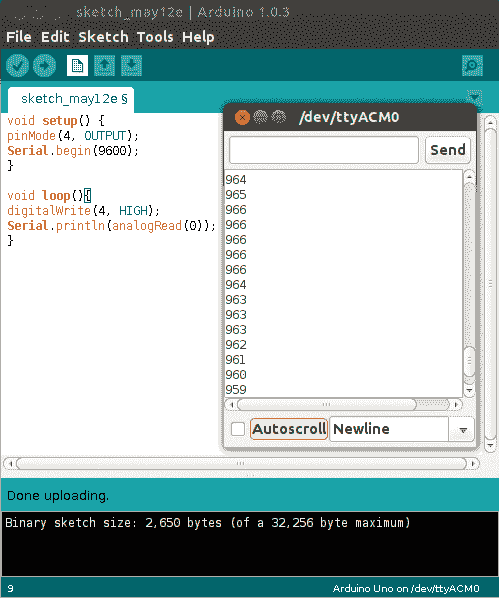 sketch_may12e | Arduino 1.0.3
File Edit Sketch Tools Help
sketch_may12e §
void setup() {
pinMode(4, OUTPUT);
Serial.begin(9600);
}
void loop(){
digitalWrite(4, HIGH);
Serial.println(analogRead(0));
}
/dev/ttyACM0
Send
964
965
966
966
966
966
966
964
963
963
963
962
961
960
959
Autoscroll
Newline
Done uploading.
Binary sketch size: 2,650 bytes (of a 32,256 byte maximum)
9
Arduino Uno on /dev/ttyACM0